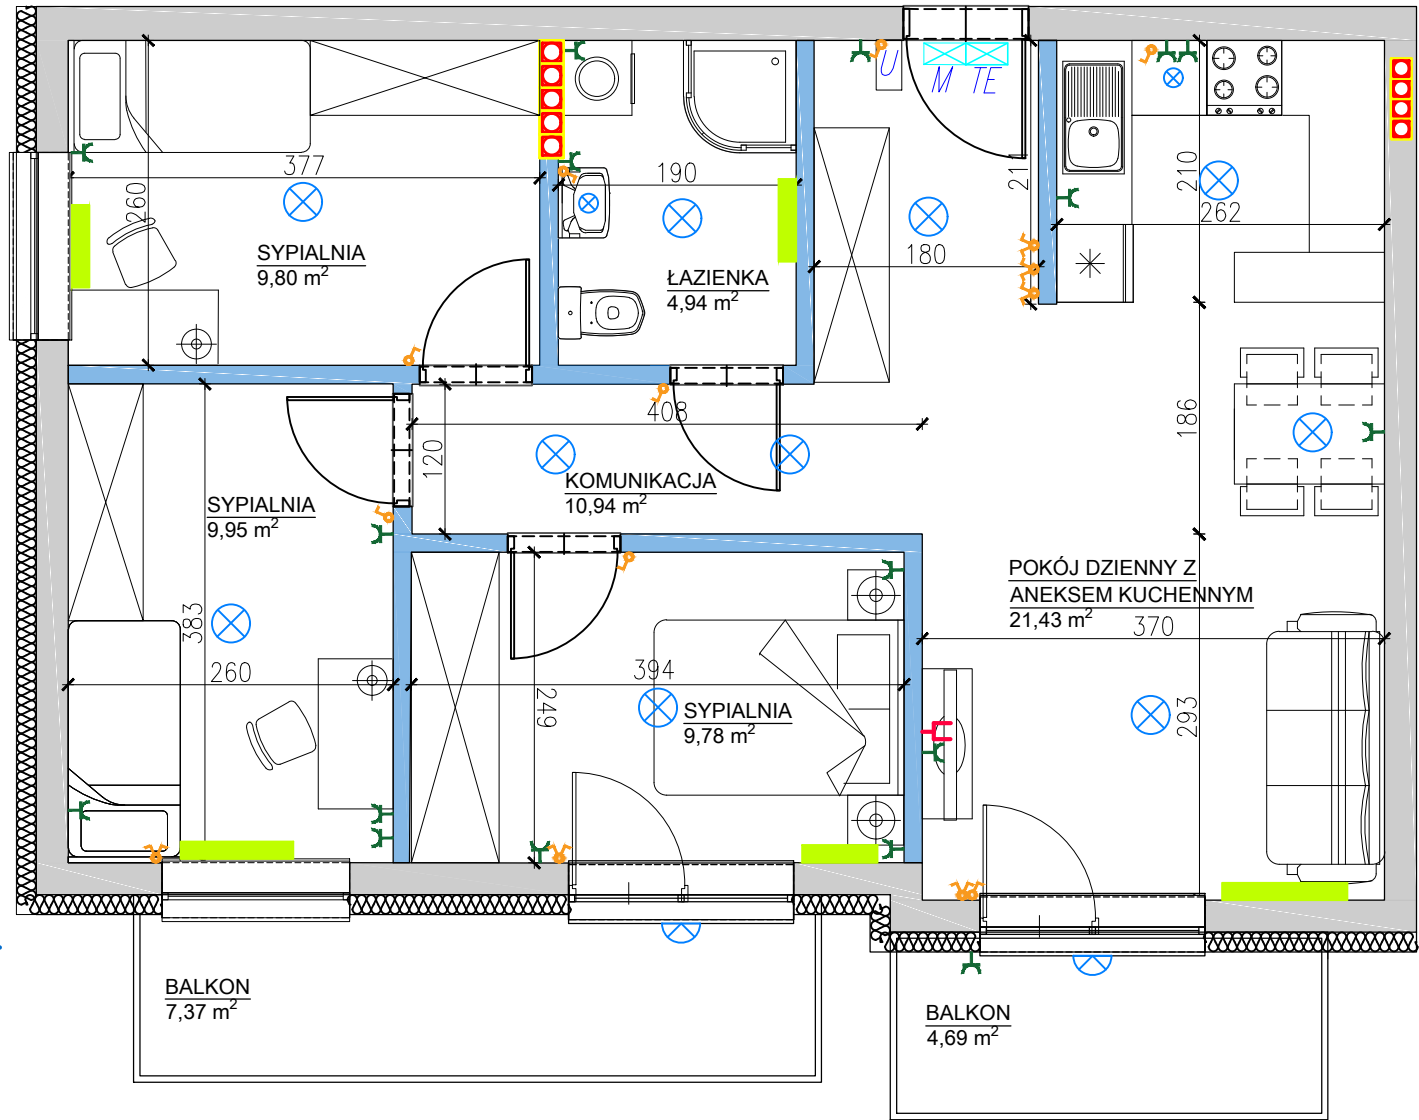 U
M TE
377
260
SYPIALNIA
9,80 m²
190
ŁAZIENKA
4,94 m²
180
210
262
408
120
KOMUNIKACJA
10,94 m²
186
SYPIALNIA
9,95 m²
383
260
394
249
SYPIALNIA
9,78 m²
POKÓJ DZIENNY Z
ANEKSEM KUCHENNYM
21,43 m²
370
293
BALKON
7,37 m²
BALKON
4,69 m²